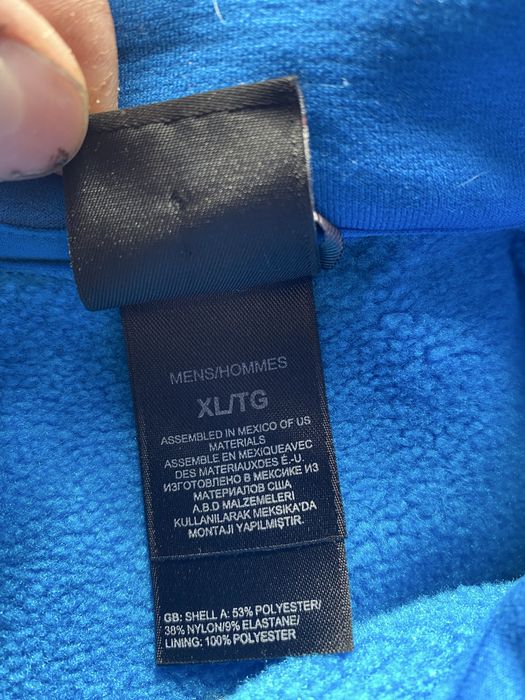 MENS/HOMMES
XL/TG
ASSEMBLED IN MEXICO OF US
MATERIALS
ASSEMBLE EN MEXIQUEAVEC
DES MATERIAUXDES É.-U.
ИЗГОТОВЛЕНО В МЕКСИКЕ ИЗ
МАТЕРИАЛОВ США
A.B.D MALZEMELERI
KULLANILARAK MEKSIKA'DA
MONTAJI YAPILMIŞTIR.
GB: SHELL A: 53% POLYESTER/
38% NYLON/9% ELASTANE/
LINING: 100% POLYESTER